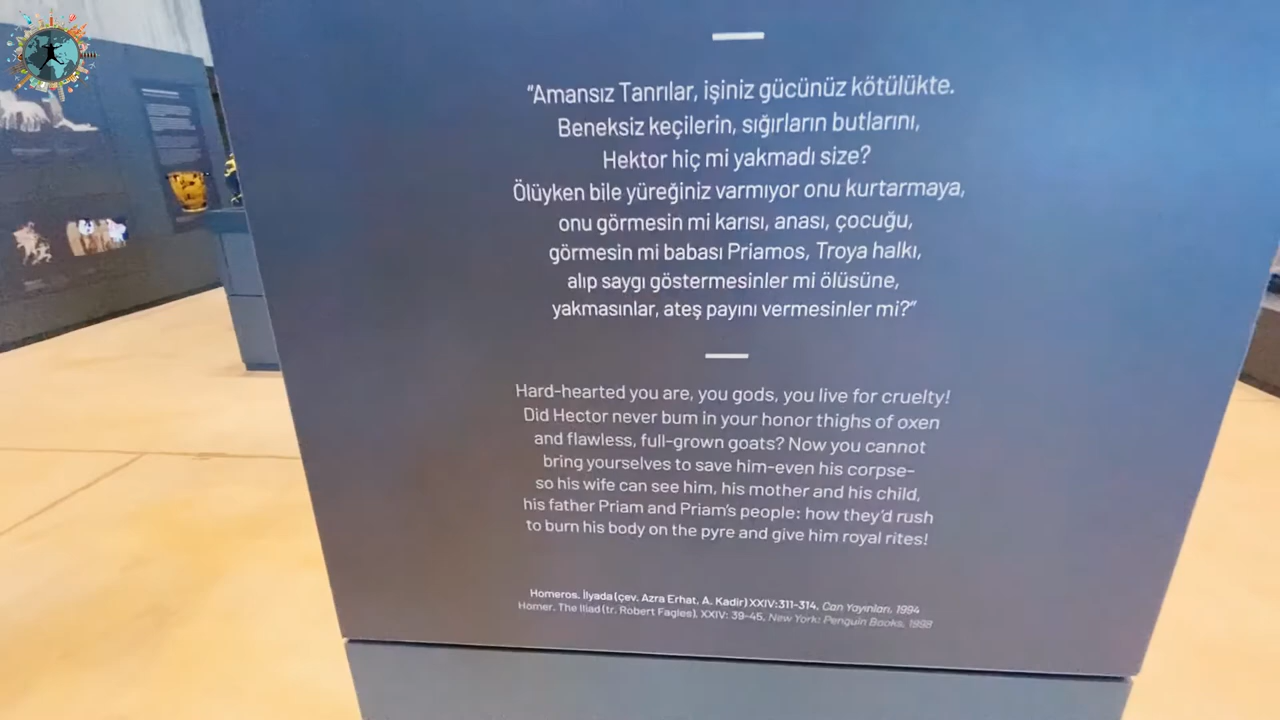 “Amansız Tanrılar, işiniz gücünüz kötülükte.
Beneksiz keçilerin, sığırların butlarını,
Hektor hiç mi yakmadı size?
Ölüyken bile yüreğiniz varmıyor onu kurtarmaya,
onu görmesin mi karısı, anası, çocuğu,
görmesin mi babası Priamos, Troya halkı,
alıp saygı göstermesinler mi ölüsüne,
yakmasınlar, ateş payını vermesinler mi?”
Hard-hearted you are, you gods, you live for cruelty!
Did Hector never bum in your honor thighs of oxen
and flawless, full-grown goats? Now you cannot
bring yourselves to save him-even his corpse-
so his wife can see him, his mother and his child,
his father Priam and Priam’s people: how they’d rush
to burn his body on the pyre and give him royal rites!
Homeros. İlyada (çev. Azra Erhat, A. Kadir) XXIV:311-314, Can Yayınları, 1994
Homer. The Iliad (tr. Robert Fagles), XXIV: 39-45, New York: Penguin Books, 1998